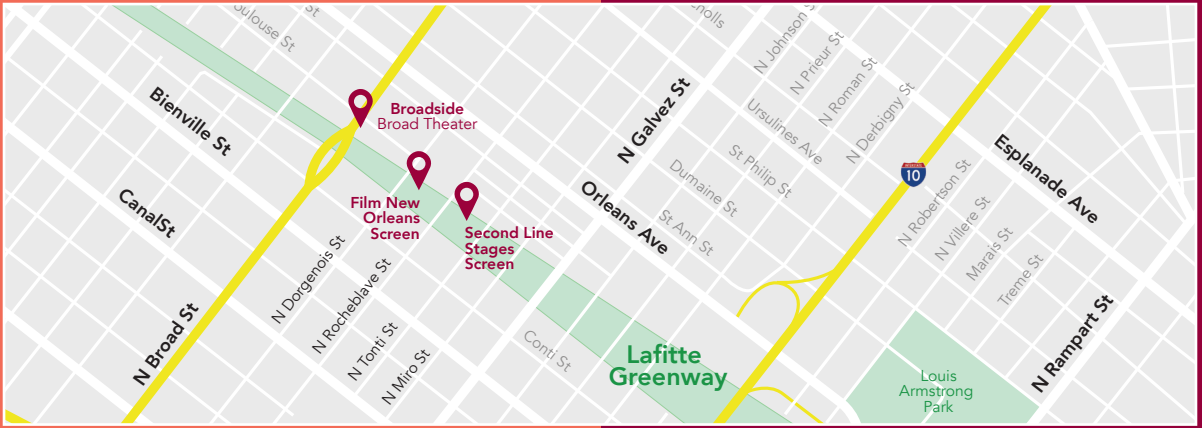 St
oulouse St
Bienville St
CanalSt
N Broad St
Broadside
Broad Theater
Film New
Orleans
Screen
Second Line
Stages
Screen
N Dorgenois St
N Rocheblave St
N Tonti St
N Miro St
Conti St
N Galvez St
Orleans Ave
Lafitte
Greenway
cholls
N Johnson S
N Prieur St
N Roman St
N Derbigny St
Ursulines Ave
St Philip St
Dumaine St
St Ann St
INTERSTATE
10
Esplanade Ave
N Robertson St
N Villere St
Marais St
Treme St
N Rampart St
Louis
Armstrong
Park